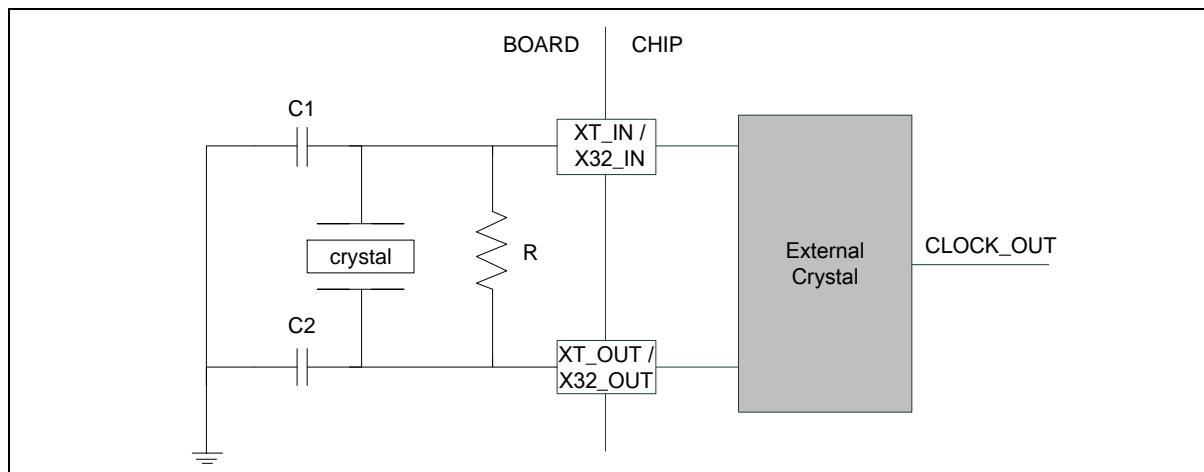 BOARD
CHIP
C1
XT_IN /
X32_IN
crystal
R
External
Crystal
CLOCK_OUT
C2
XT_OUT /
X32_OUT